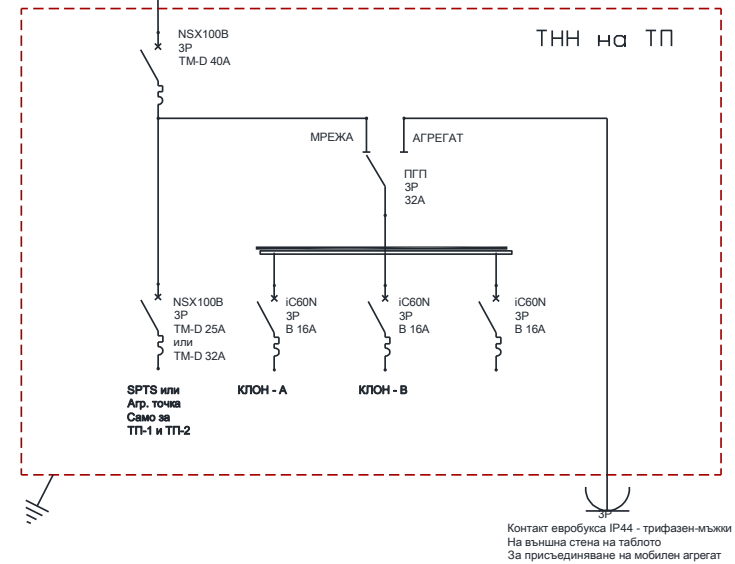 NSX100B
3P
TM-D 40A
ТНН на ТП
МРЕЖА
АГРЕГАТ
ПГП
3P
32A
NSX100B
3P
TM-D 25A
или
TM-D 32A
iC60N
3P
B 16A
iC60N
3P
B 16A
iC60N
3P
B 16A
SPTS или
Агр. точка
Само за
ТП-1 и ТП-2
КЛОН - А
КЛОН - В
3P
Контакт евробукса IP44 - трифазен-мъжки
На външна стена на таблото
За присъединяване на мобилен агрегат